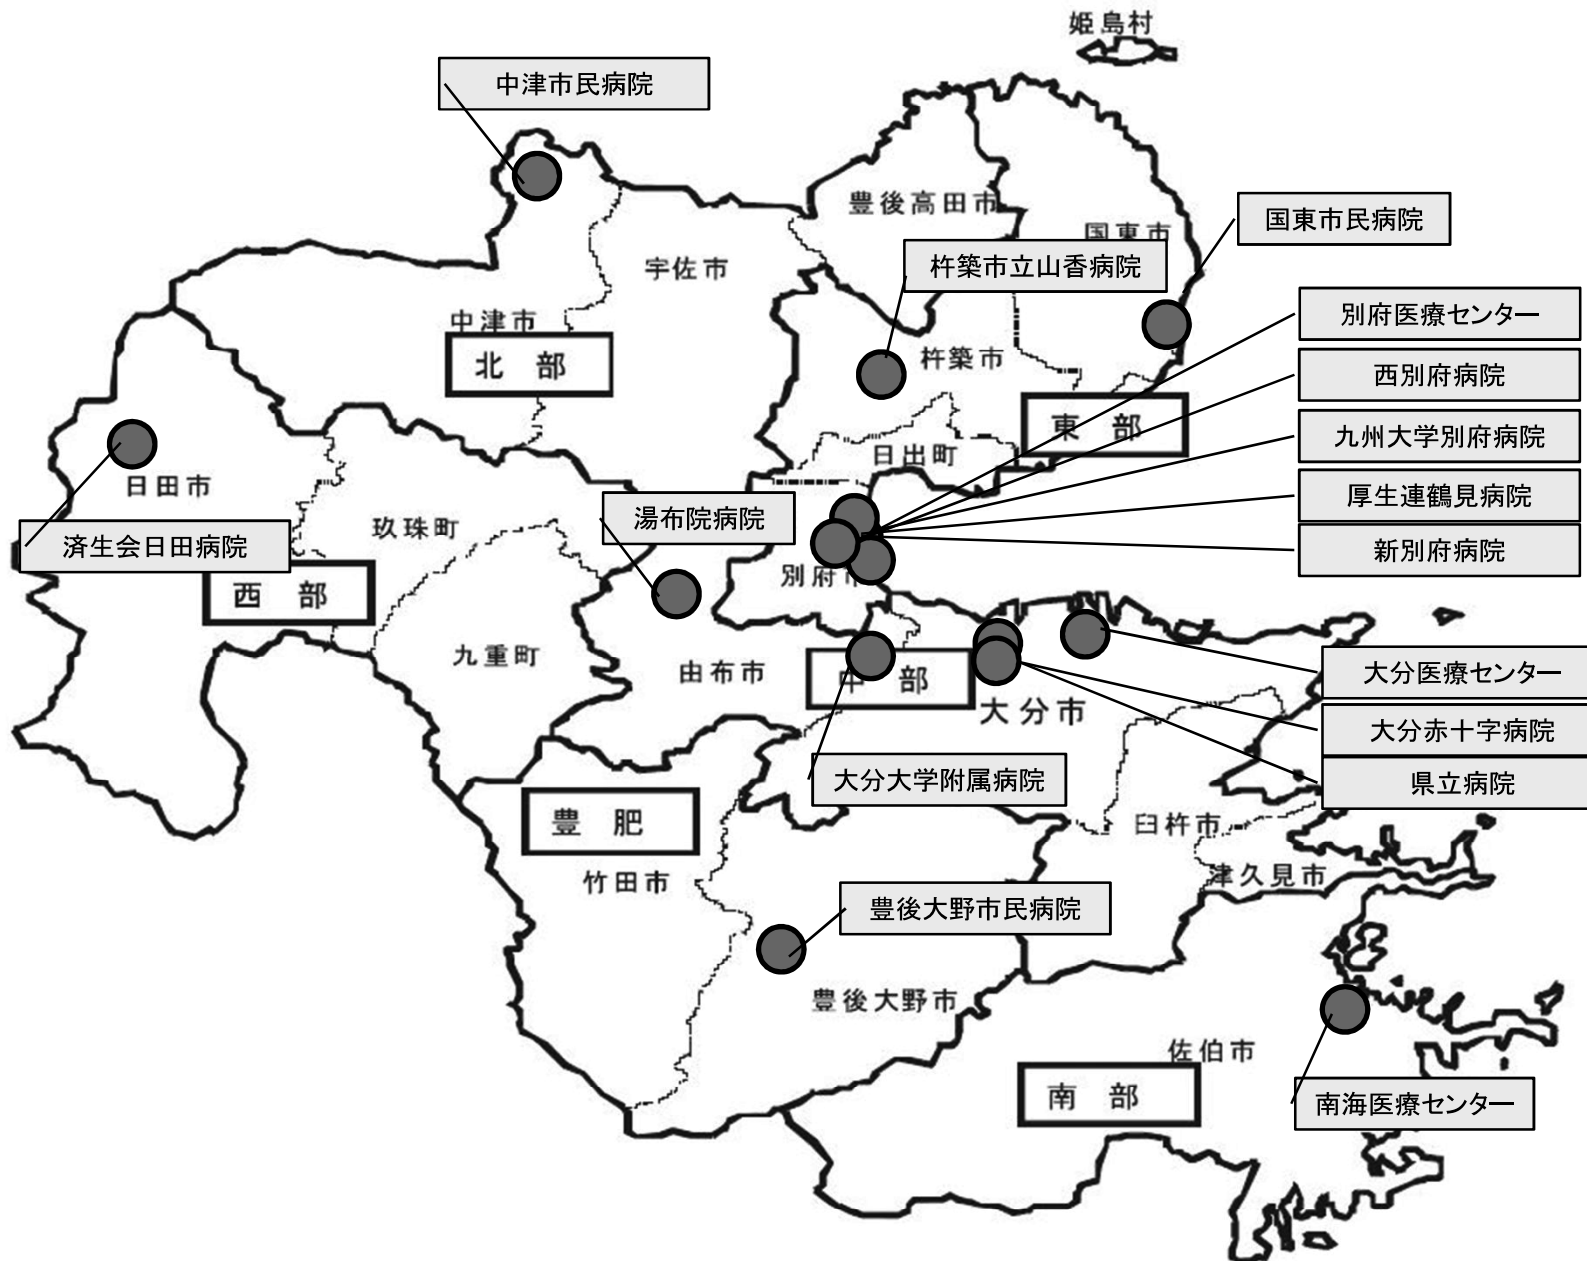 姫島村
中津市民病院
豊後高田市
国東市
国東市民病院
杵築市立山香病院
宇佐市
中津市
北 部
杵築市
別府医療センター
西別府病院
東 部
日出町
九州大学別府病院
日田市
厚生連鶴見病院
玖珠町
湯布院病院
済生会日田病院
新別府病院
別府市
西 部
九重町
由布市
中 部
大分市
大分医療センター
大分赤十字病院
大分大学附属病院
県立病院
豊 肥
臼杵市
竹田市
津久見市
豊後大野市民病院
豊後大野市
佐伯市
南 部
南海医療センター